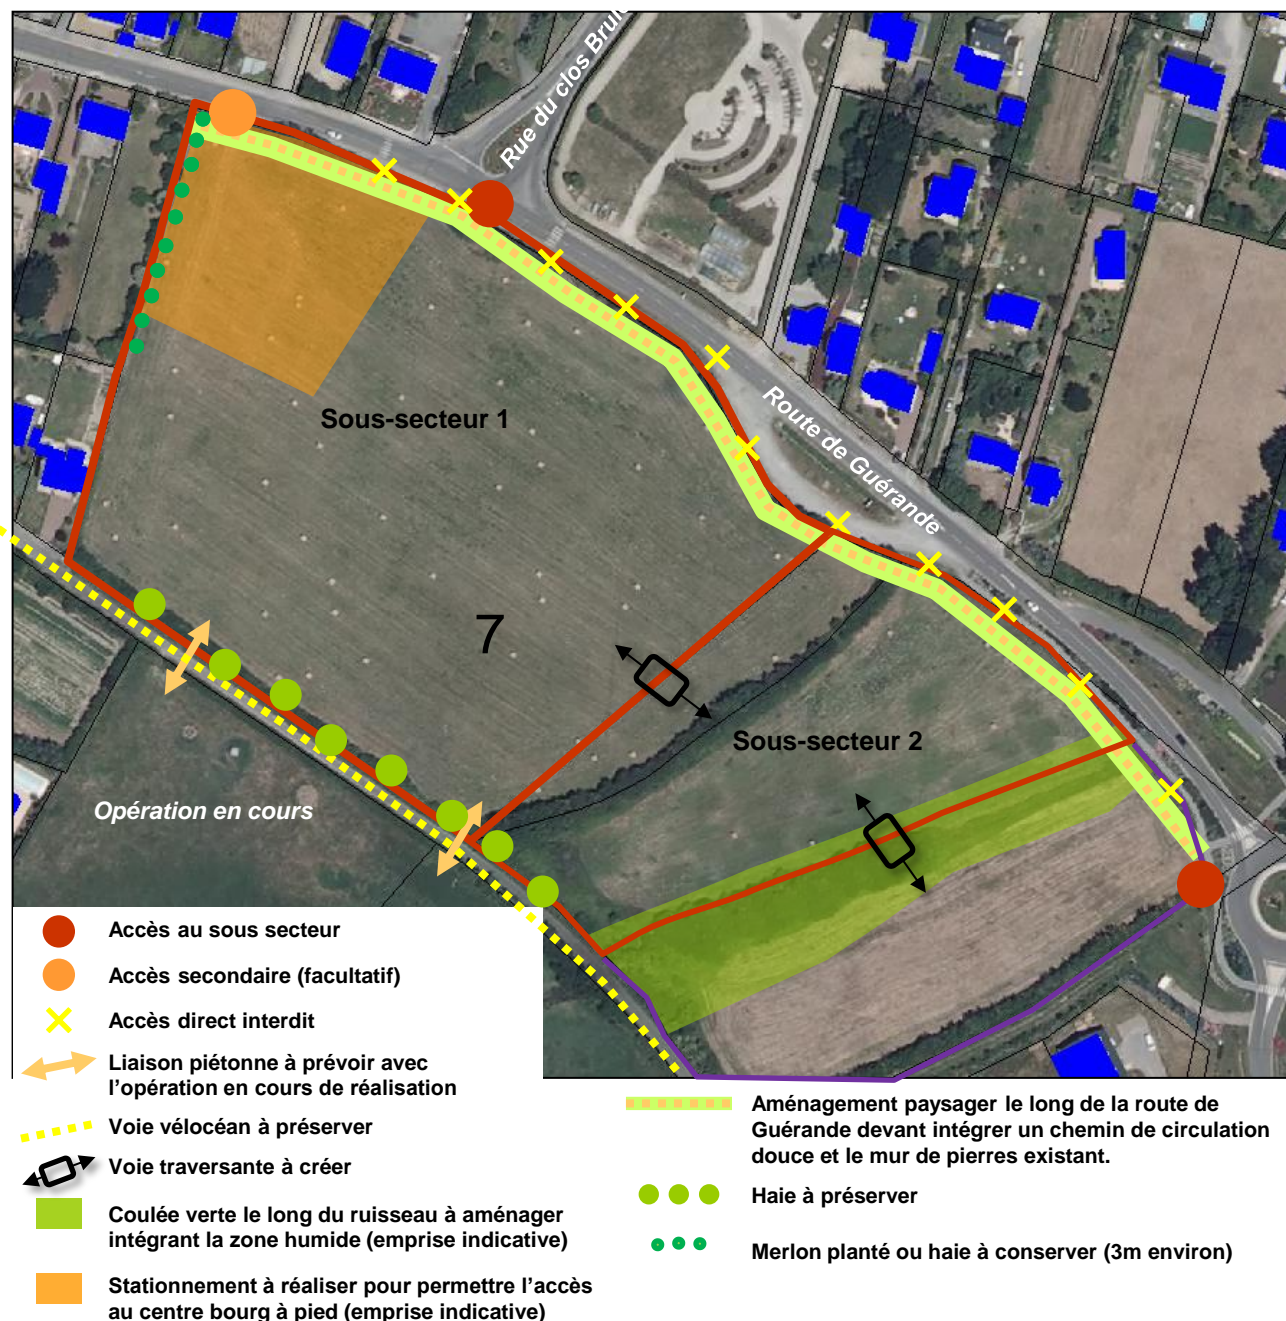 Rue du clos Brulé
Route de Guérande
Sous-secteur 1
7
Sous-secteur 2
Opération en cours
Accès au sous secteur
Accès secondaire (facultatif)
Accès direct interdit
Liaison piétonne à prévoir avec
l'opération en cours de réalisation
Voie vélocéan à préserver
Voie traversante à créer
Coulée verte le long du ruisseau à aménager
intégrant la zone humide (emprise indicative)
Stationnement à réaliser pour permettre l'accès
au centre bourg à pied (emprise indicative)
Aménagement paysager le long de la route de
Guérande devant intégrer un chemin de circulation
douce et le mur de pierres existant.
Haie à préserver
Merlon planté ou haie à conserver (3m environ)